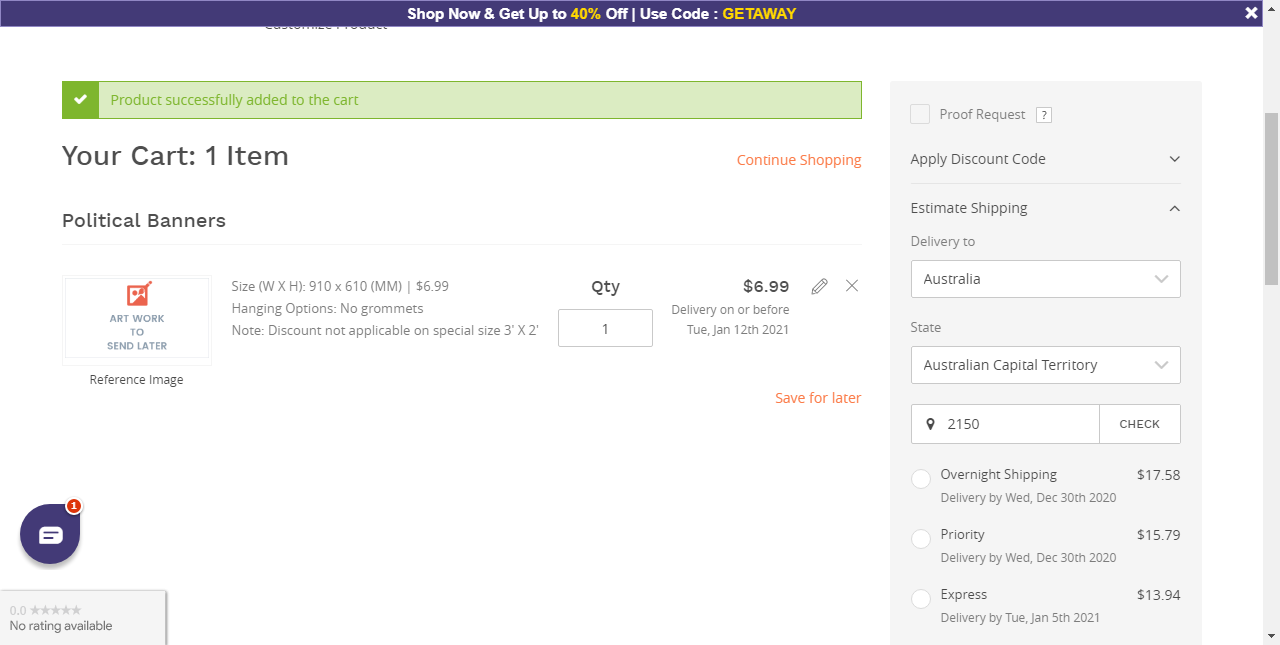 Shop Now & Get Up to 40% Off | Use Code : GETAWAY
Customize Product
Product successfully added to the cart
Your Cart: 1 Item
Continue Shopping
Political Banners
ART WORK
TO
SEND LATER
Reference Image
Size (W X H): 910 x 610 (MM) | $6.99
Hanging Options: No grommets
Note: Discount not applicable on special size 3' X 2'
Qty
1
$6.99
Delivery on or before
Tue, Jan 12th 2021
Save for later
Proof Request ?
Apply Discount Code
Estimate Shipping
Delivery to
Australia
State
Australian Capital Territory
2150 CHECK
Overnight Shipping $17.58
Delivery by Wed, Dec 30th 2020
Priority $15.79
Delivery by Wed, Dec 30th 2020
Express $13.94
Delivery by Tue, Jan 5th 2021
1
0.0
No rating available